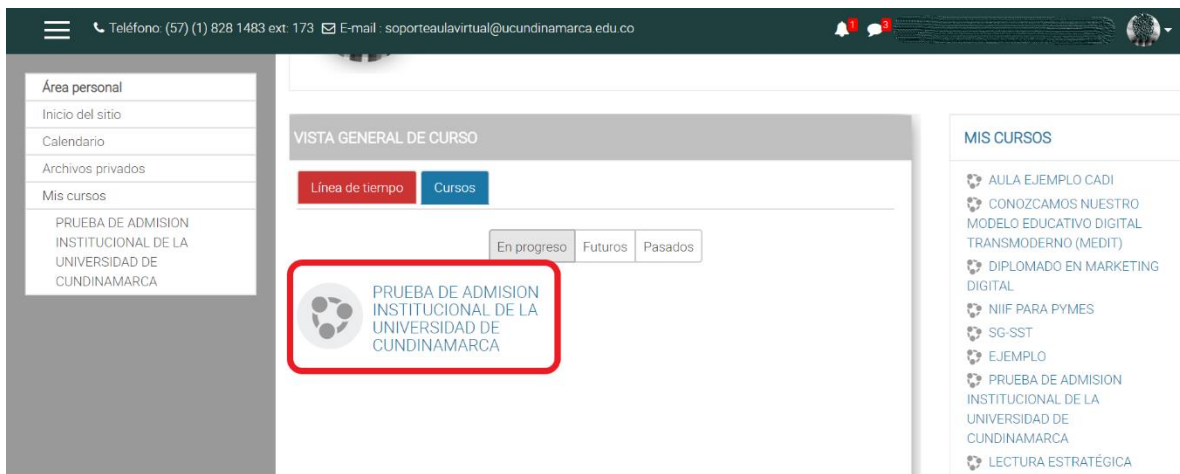 Teléfono: (57) (1) 828 1483 ext: 173 E-mail : soporteaulavirtual@ucundinamarca.edu.co
1 3
Área personal
Inicio del sitio
Calendario
Archivos privados
Mis cursos
PRUEBA DE ADMISION
INSTITUCIONAL DE LA
UNIVERSIDAD DE
CUNDINAMARCA
VISTA GENERAL DE CURSO
Línea de tiempo Cursos
En progreso Futuros Pasados
PRUEBA DE ADMISION
INSTITUCIONAL DE LA
UNIVERSIDAD DE
CUNDINAMARCA
MIS CURSOS
AULA EJEMPLO CADI
CONOZCAMOS NUESTRO
MODELO EDUCATIVO DIGITAL
TRANSMODERNO (MEDIT)
DIPLOMADO EN MARKETING
DIGITAL
NIIF PARA PYMES
SG-SST
EJEMPLO
PRUEBA DE ADMISION
INSTITUCIONAL DE LA
UNIVERSIDAD DE
CUNDINAMARCA
LECTURA ESTRATÉGICA